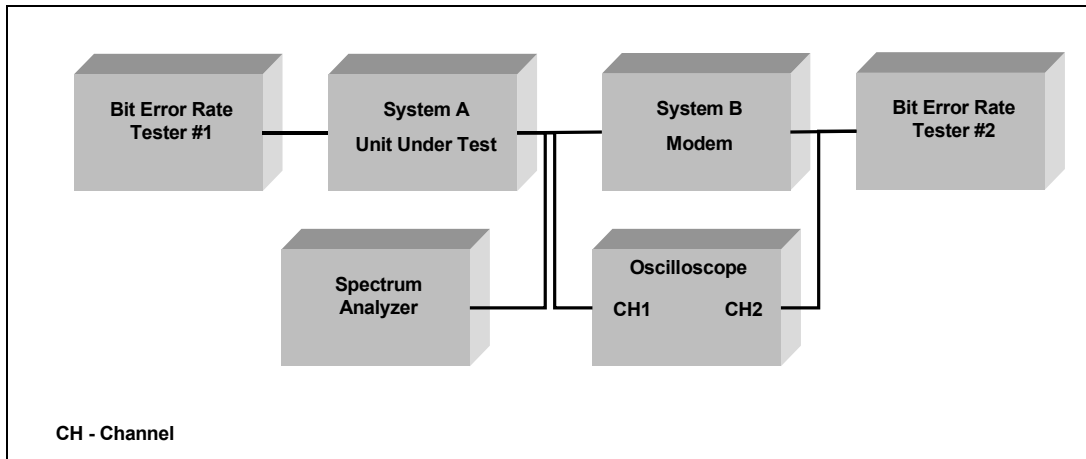 Bit Error Rate
Tester #1
System A
Unit Under Test
System B
Modem
Bit Error Rate
Tester #2
Spectrum
Analyzer
Oscilloscope
CH1 CH2
CH - Channel